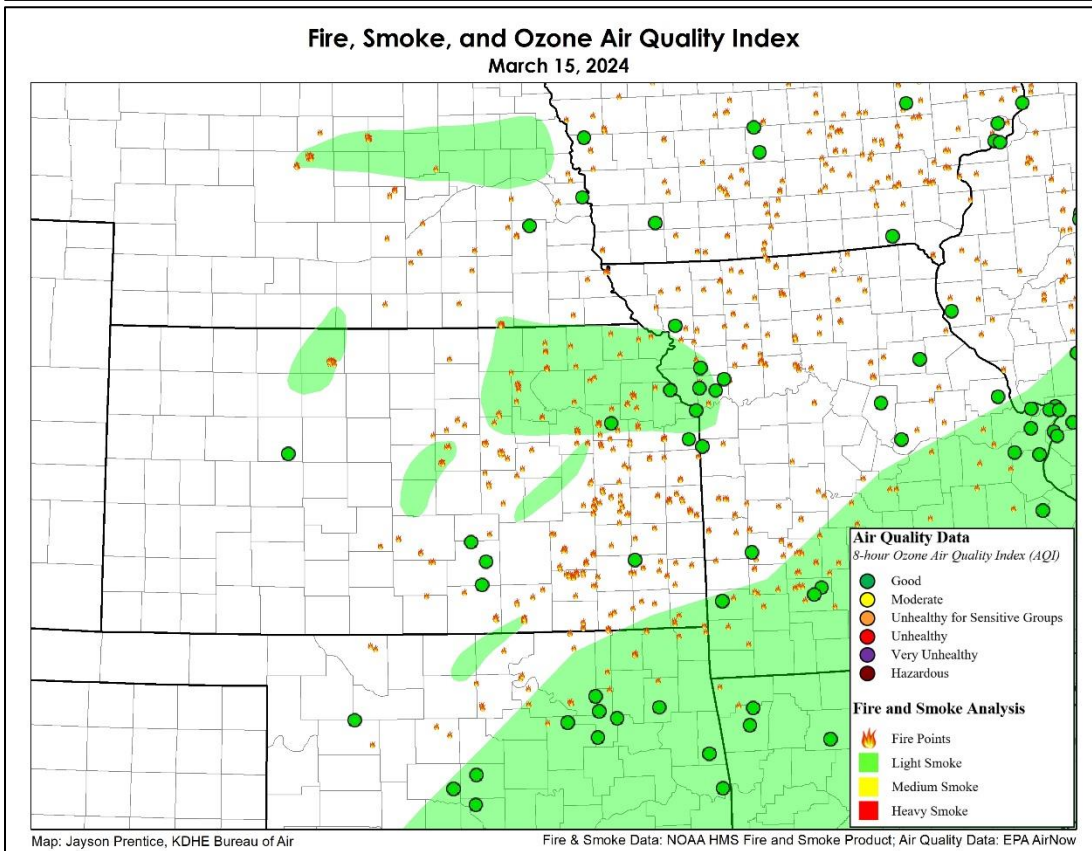 Fire, Smoke, and Ozone Air Quality Index
March 15, 2024
Air Quality Data
8-hour Ozone Air Quality Index (AQI)
Good
Moderate
Unhealthy for Sensitive Groups
Unhealthy
Very Unhealthy
Hazardous
Fire and Smoke Analysis
Fire Points
Light Smoke
Medium Smoke
Heavy Smoke
Map: Jayson Prentice, KDHE Bureau of Air
Fire & Smoke Data: NOAA HMS Fire and Smoke Product; Air Quality Data: EPA AirNow